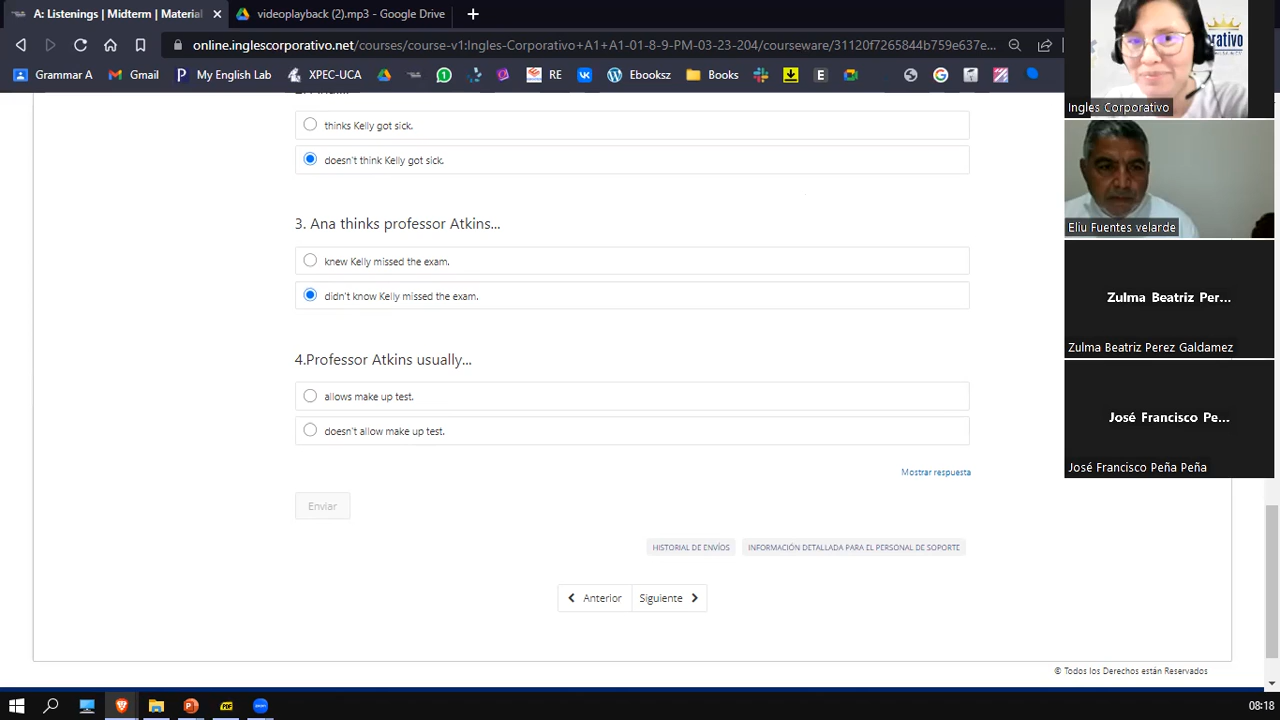 A: Listenings | Midterm | Material
videoplayback (2).mp3 - Google Drive
online.inglescorporativo.net/courses/course-v1:Ingles-Corporativo+A1+A1-01-8-9-PM-03-23_204/courseware/31120f7265844b759e637e...
Grammar A
Gmail
My English Lab
XPEC-UCA
RE
Ebooksz
Books
thinks Kelly got sick.
doesn't think Kelly got sick.
3. Ana thinks professor Atkins...
knew Kelly missed the exam.
didn't know Kelly missed the exam.
4.Professor Atkins usually...
allows make up test.
doesn't allow make up test.
Mostrar respuesta
Enviar
HISTORIAL DE ENVÍOS
INFORMACIÓN DETALLADA PARA EL PERSONAL DE SOPORTE
Anterior
Siguiente
© Todos los Derechos están Reservados
Ingles Corporativo
Eliu Fuentes velarde
Zulma Beatriz Per...
Zulma Beatriz Perez Galdamez
José Francisco Pe...
José Francisco Peña Peña
08:18